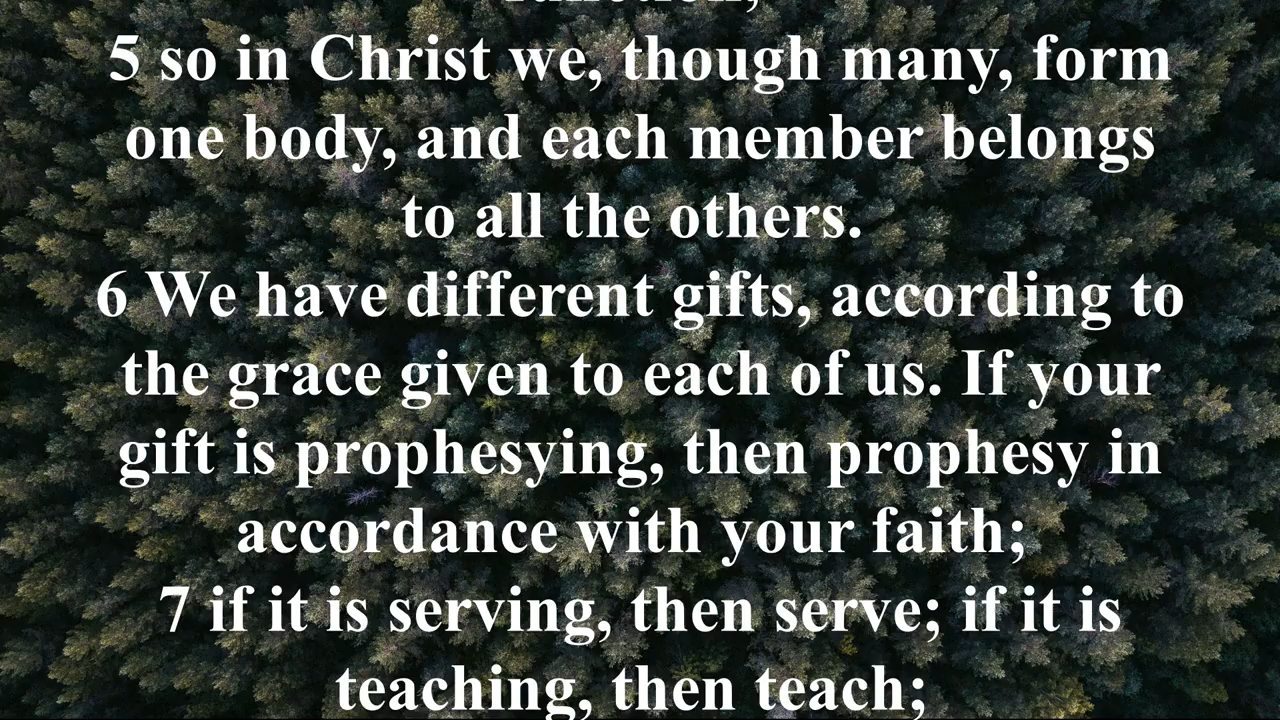 5 so in Christ we, though many, form
one body, and each member belongs
to all the others.
6 We have different gifts, according to
the grace given to each of us. If your
gift is prophesying, then prophesy in
accordance with your faith;
7 if it is serving, then serve; if it is
teaching, then teach;